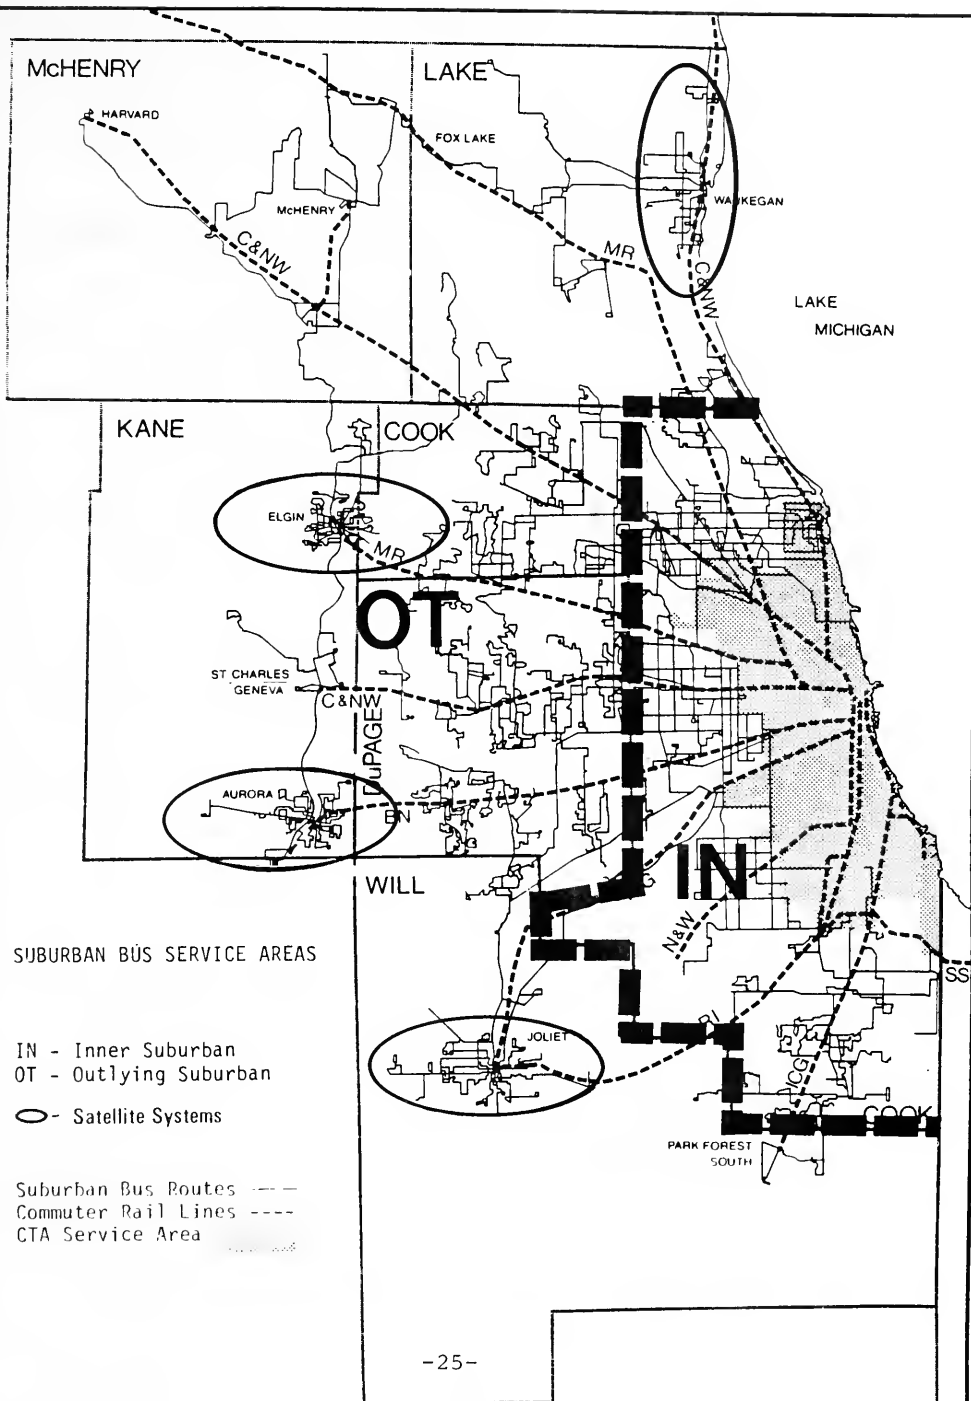 McHENRY
LAKE
HARVARD
FOX LAKE
McHENRY
WAUKEGAN
C&NW
MR
C&NW
LAKE
MICHIGAN
KANE
COOK
ELGIN
MR
OT
ST CHARLES
GENEVA
C&NW
DuPAGE
AURORA
BN
WILL
IN
N&W
SUBURBAN BUS SERVICE AREAS
SS
RI
JOLIET
IN - Inner Suburban
OT - Outlying Suburban
ICG
- Satellite Systems
COOK
PARK FOREST
SOUTH
Suburban Bus Routes
Commuter Rail Lines ----
CTA Service Area
-25-